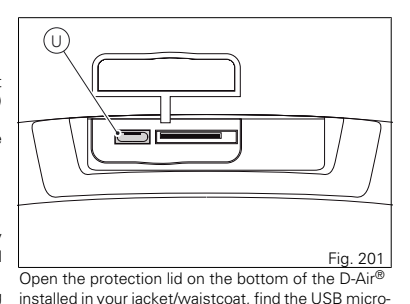 U
Fig. 201
Open the protection lid on the bottom of the D-Air®
installed in your jacket/waistcoat, find the USB micro-